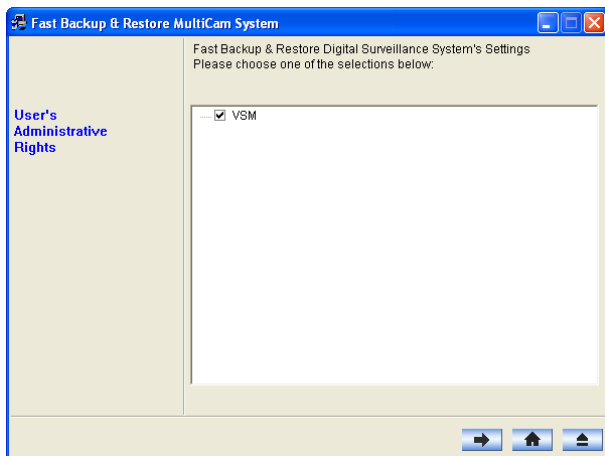 Fast Backup & Restore MultiCam System
Fast Backup & Restore Digital Surveillance System's Settings
Please choose one of the selections below:
User's
Administrative
Rights
VSM